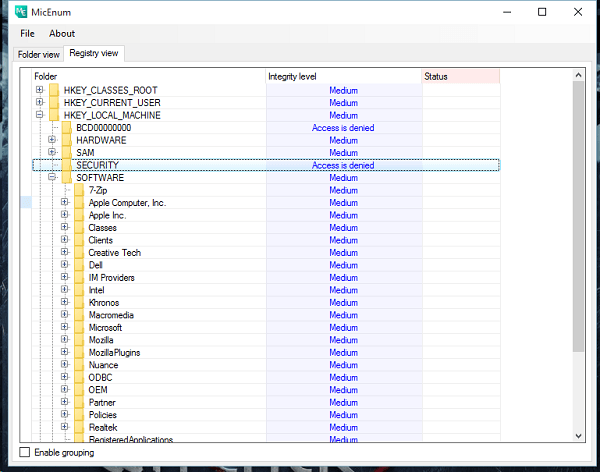 MicEnum
File About
Folder view Registry view
Folder Integrity level Status
HKEY_CLASSES_ROOT Medium
HKEY_CURRENT_USER Medium
HKEY_LOCAL_MACHINE Medium
BCD00000000 Access is denied
HARDWARE Medium
SAM Medium
SECURITY Access is denied
SOFTWARE Medium
7-Zip Medium
Apple Computer, Inc. Medium
Apple Inc. Medium
Classes Medium
Clients Medium
Creative Tech Medium
Dell Medium
IM Providers Medium
Intel Medium
Khronos Medium
Macromedia Medium
Microsoft Medium
Mozilla Medium
MozillaPlugins Medium
Nuance Medium
ODBC Medium
OEM Medium
Partner Medium
Policies Medium
Realtek Medium
RegisteredApplications Medium
Enable grouping